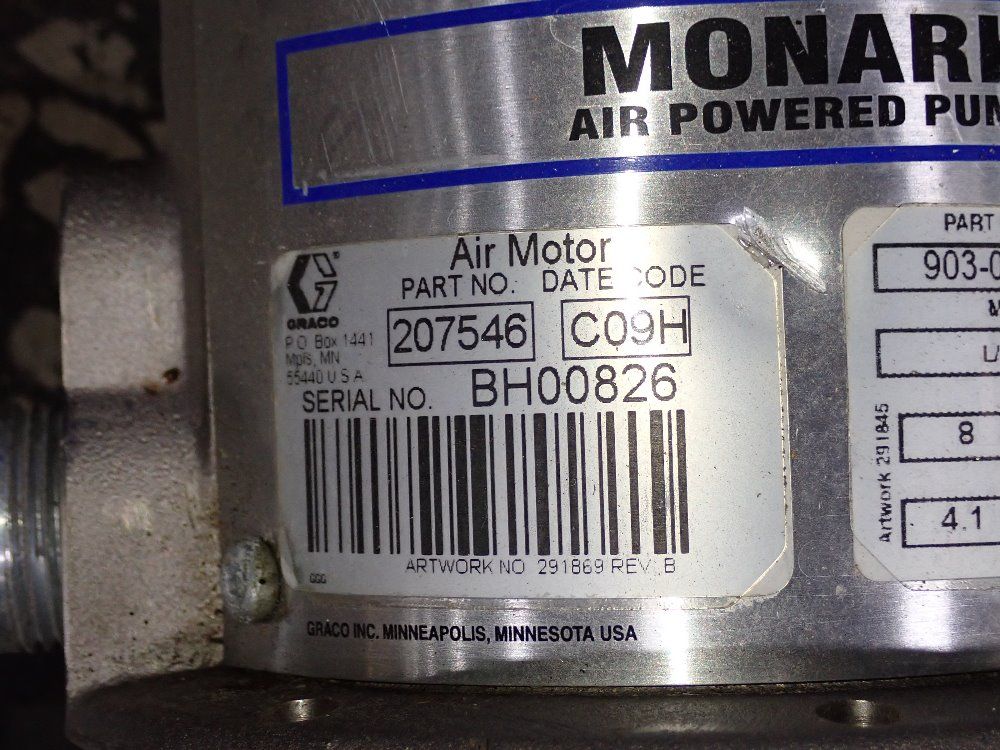 MONAR
AIR POWERED PUM
Air Motor
PART NO. DATE CODE
GRACO
207546 C09H
P.O. Box 1441
Mpls, MN
55440 U S A
SERIAL NO. BH00826
ARTWORK NO 291869 REV. B
GGG
GRACO INC. MINNEAPOLIS, MINNESOTA USA
PART
903-0
8
4.1
Artwork 291845